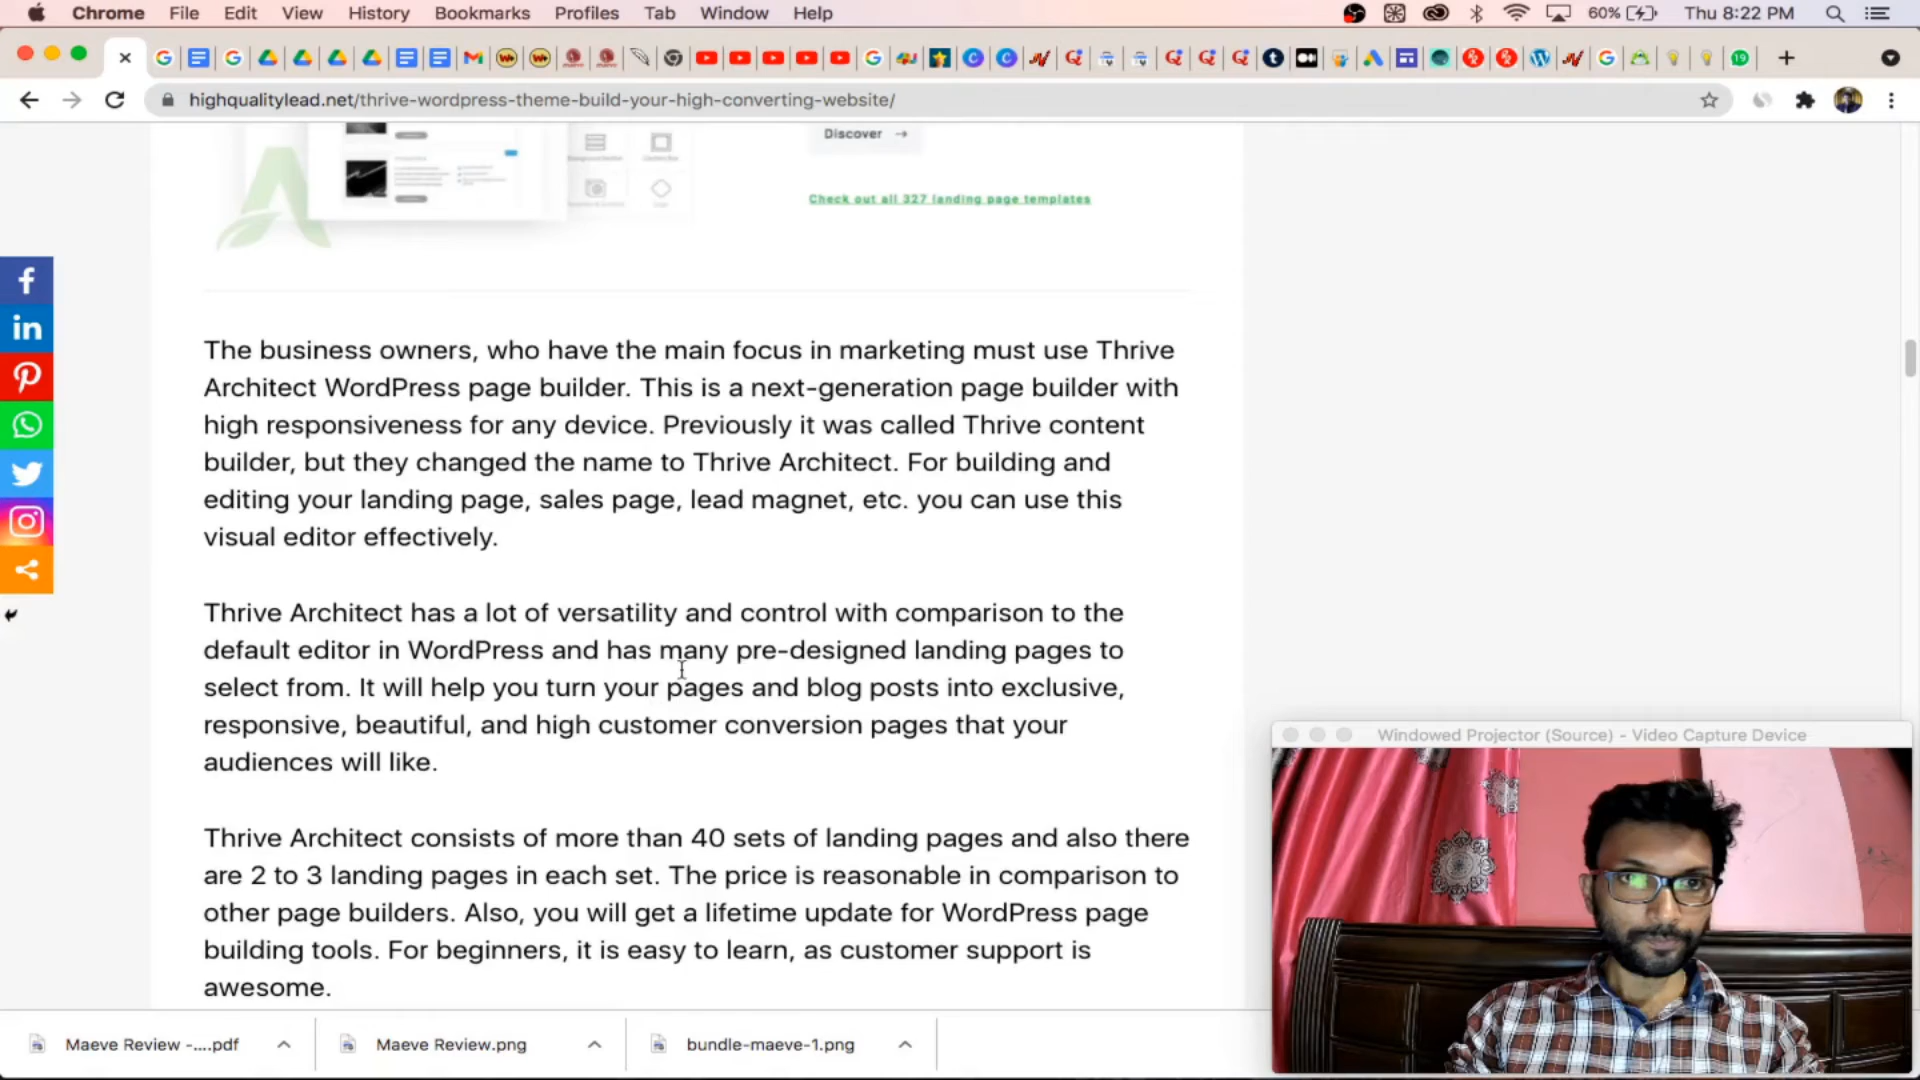 Chrome File Edit View History Bookmarks Profiles Tab Window Help 60% Thu 8:22 PM
19
highqualitylead.net/thrive-wordpress-theme-build-your-high-converting-website/
Discover →
Check out all 327 landing page templates
The business owners, who have the main focus in marketing must use Thrive
Architect WordPress page builder. This is a next-generation page builder with
high responsiveness for any device. Previously it was called Thrive content
builder, but they changed the name to Thrive Architect. For building and
editing your landing page, sales page, lead magnet, etc. you can use this
visual editor effectively.
Thrive Architect has a lot of versatility and control with comparison to the
default editor in WordPress and has many pre-designed landing pages to
select from. It will help you turn your pages and blog posts into exclusive,
responsive, beautiful, and high customer conversion pages that your
audiences will like.
Thrive Architect consists of more than 40 sets of landing pages and also there
are 2 to 3 landing pages in each set. The price is reasonable in comparison to
other page builders. Also, you will get a lifetime update for WordPress page
building tools. For beginners, it is easy to learn, as customer support is
awesome.
Windowed Projector (Source) - Video Capture Device
Maeve Review -....pdf
Maeve Review.png
bundle-maeve-1.png